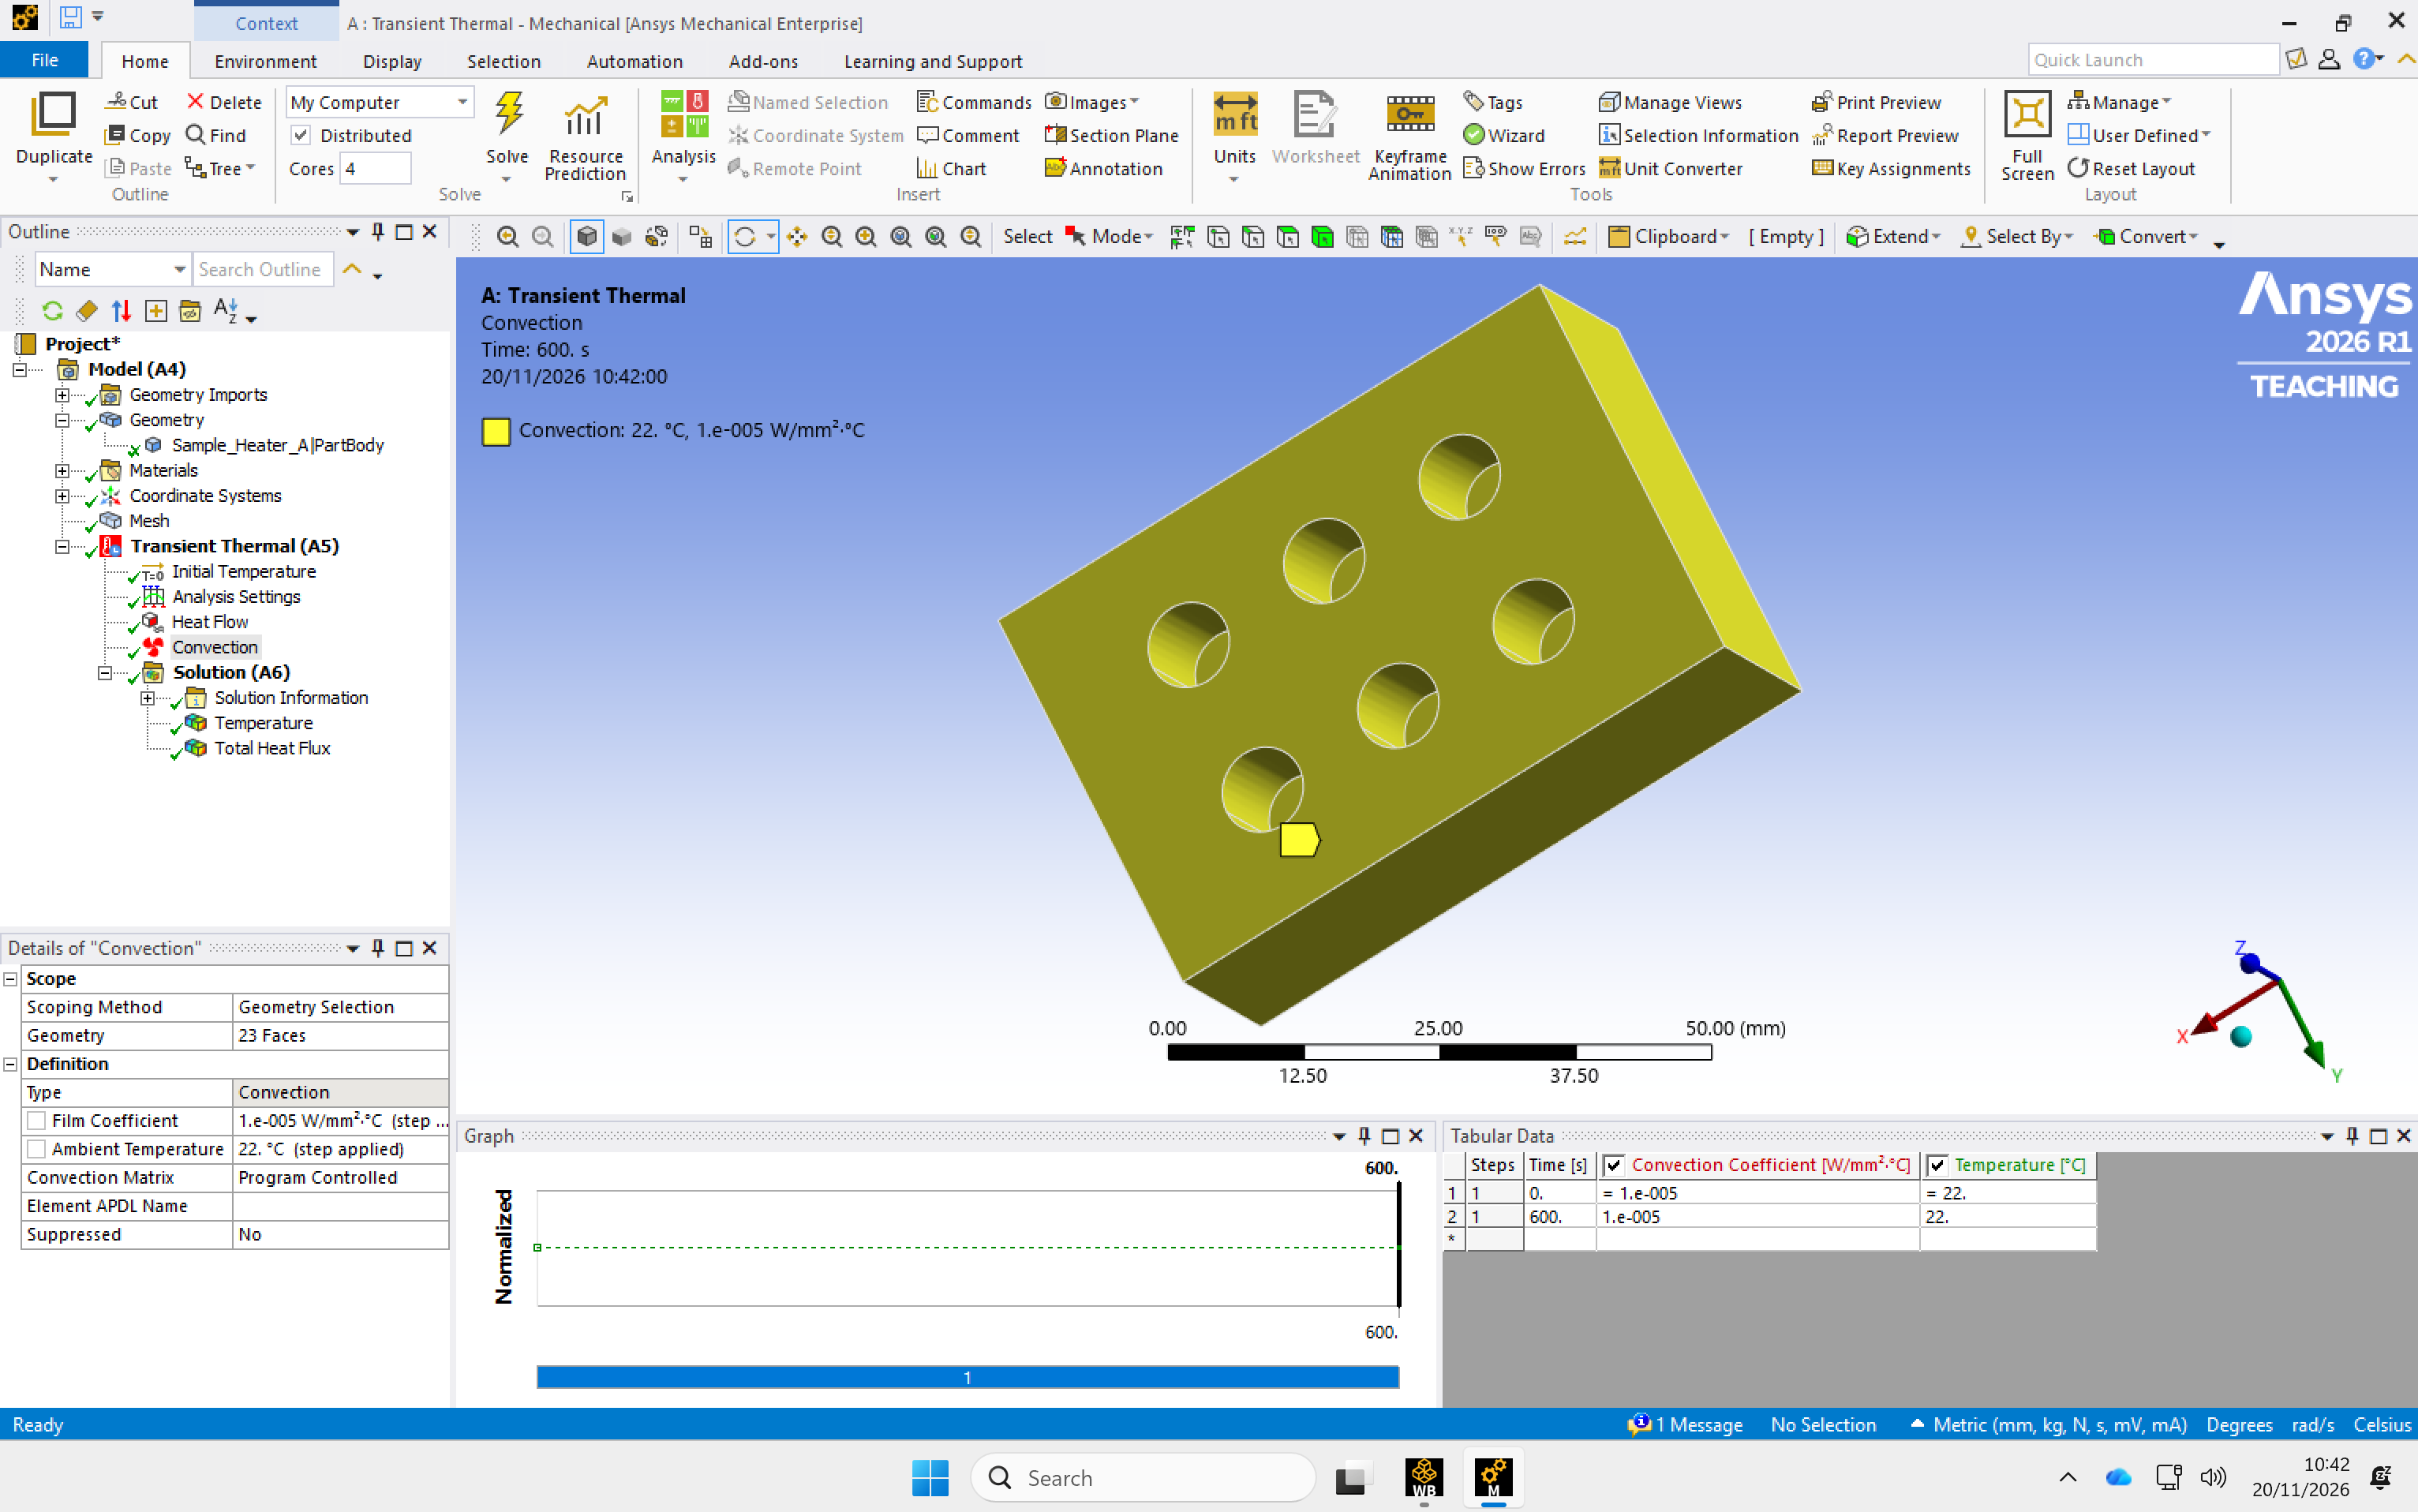 Context
A : Transient Thermal - Mechanical [Ansys Mechanical Enterprise]
File
Home
Environment
Display
Selection
Automation
Add-ons
Learning and Support
Quick Launch
Duplicate
Cut
Copy
Paste
Delete
Find
Tree
Outline
My Computer
Distributed
Cores 4
Solve
Resource
Prediction
Solve
Analysis
Named Selection
Coordinate System
Remote Point
Commands
Comment
Chart
Images
Section Plane
Annotation
Insert
Units
Worksheet
Keyframe
Animation
Tags
Wizard
Show Errors
Manage Views
Selection Information
Unit Converter
Print Preview
Report Preview
Key Assignments
Tools
Full
Screen
Manage
User Defined
Reset Layout
Layout
Outline
Name
Search Outline
Select
Mode
Clipboard
[ Empty ]
Extend
Select By
Convert
Project*
Model (A4)
Geometry Imports
Geometry
Sample_Heater_A|PartBody
Materials
Coordinate Systems
Mesh
Transient Thermal (A5)
Initial Temperature
Analysis Settings
Heat Flow
Convection
Solution (A6)
Solution Information
Temperature
Total Heat Flux
A: Transient Thermal
Convection
Time: 600. s
20/11/2026 10:42:00
Convection: 22. °C, 1.e-005 W/mm²·°C
Ansys
2026 R1
TEACHING
0.00
25.00
50.00 (mm)
12.50
37.50
Z
X
Y
Details of "Convection"
Scope
Scoping Method Geometry Selection
Geometry 23 Faces
Definition
Type Convection
Film Coefficient 1.e-005 W/mm²·°C (step ...
Ambient Temperature 22. °C (step applied)
Convection Matrix Program Controlled
Element APDL Name
Suppressed No
Graph
600.
Normalized
600.
1
Tabular Data
Steps Time [s] Convection Coefficient [W/mm²·°C] Temperature [°C]
1 1 0. = 1.e-005 = 22.
2 1 600. 1.e-005 22.
*
Ready
1 Message
No Selection
Metric (mm, kg, N, s, mV, mA)
Degrees
rad/s
Celsius
Search
WB
M
10:42
20/11/2026